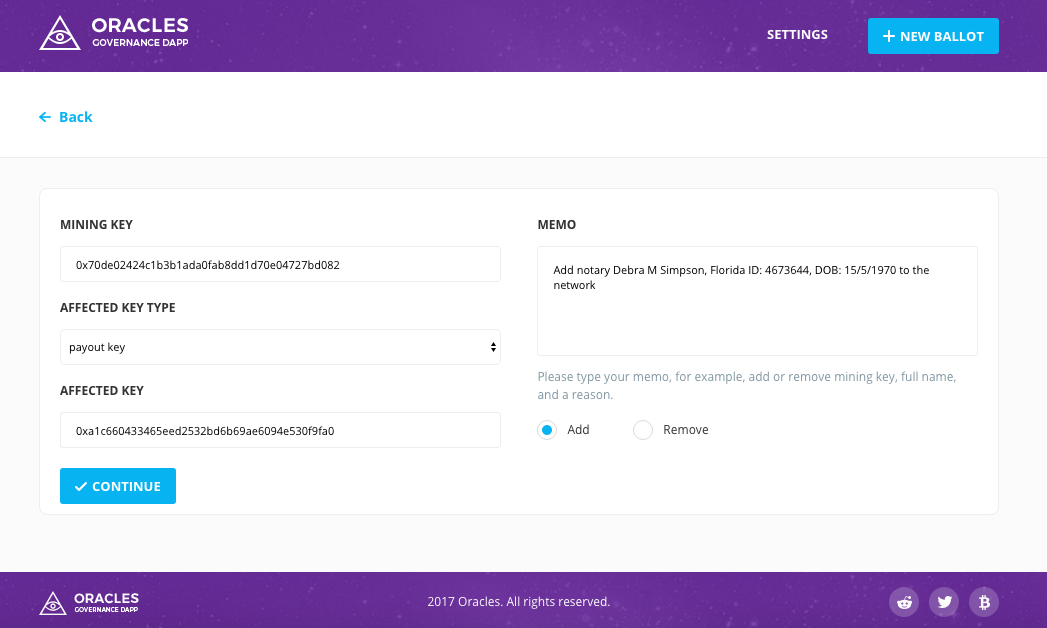 ORACLES
GOVERNANCE DAPP
SETTINGS
+ NEW BALLOT
← Back
MINING KEY
0x70de02424c1b3b1ada0fab8dd1d70e04727bd082
AFFECTED KEY TYPE
payout key
AFFECTED KEY
0xa1c660433465eed2532bd6b69ae6094e530f9fa0
CONTINUE
MEMO
Add notary Debra M Simpson, Florida ID: 4673644, DOB: 15/5/1970 to the
network
Please type your memo, for example, add or remove mining key, full name,
and a reason.
Add
Remove
ORACLES
GOVERNANCE DAPP
2017 Oracles. All rights reserved.